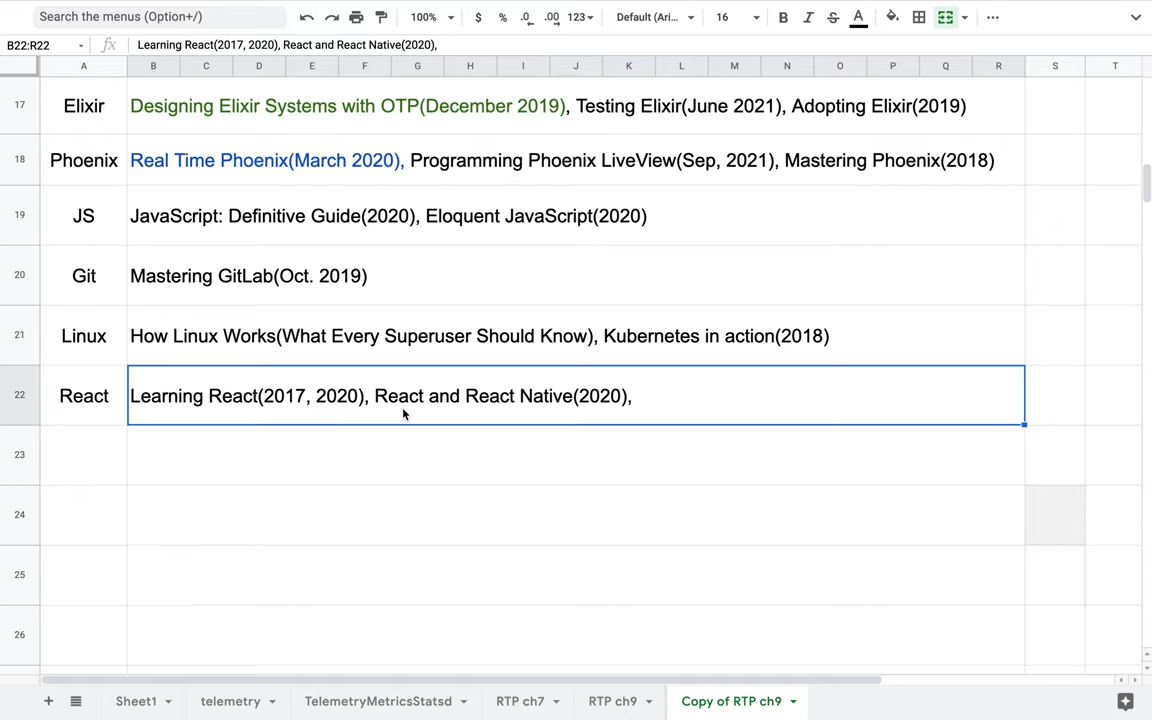 Search the menus (Option+/)
100%
$ % .0 .00 123
Default (Ari...
16
B I S A
B22:R22
fx
Learning React(2017, 2020), React and React Native(2020),
A B C D E F G H I J K L M N O P Q R S T
17 Elixir Designing Elixir Systems with OTP(December 2019), Testing Elixir(June 2021), Adopting Elixir(2019)
18 Phoenix Real Time Phoenix(March 2020), Programming Phoenix LiveView(Sep, 2021), Mastering Phoenix(2018)
19 JS JavaScript: Definitive Guide(2020), Eloquent JavaScript(2020)
20 Git Mastering GitLab(Oct. 2019)
21 Linux How Linux Works(What Every Superuser Should Know), Kubernetes in action(2018)
22 React Learning React(2017, 2020), React and React Native(2020),
23
24
25
26
Sheet1 telemetry TelemetryMetricsStatsd RTP ch7 RTP ch9 Copy of RTP ch9